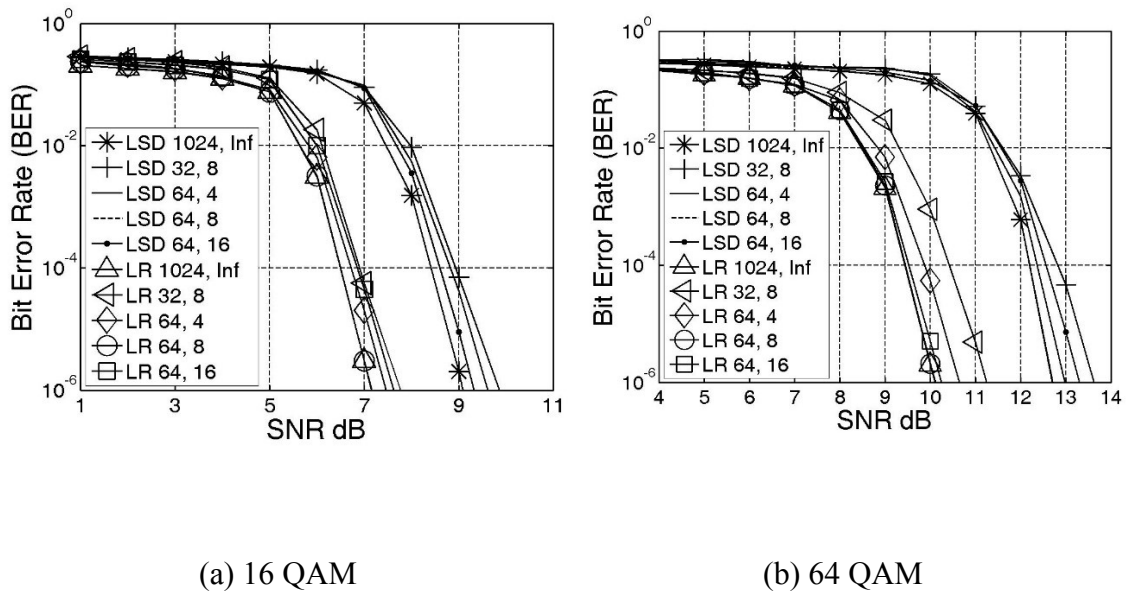 10^0
10^-2
10^-4
10^-6
Bit Error Rate (BER)
LSD 1024, Inf
LSD 32, 8
LSD 64, 4
LSD 64, 8
LSD 64, 16
LR 1024, Inf
LR 32, 8
LR 64, 4
LR 64, 8
LR 64, 16
1 3 5 7 9 11
SNR dB
(a) 16 QAM
10^0
10^-2
10^-4
10^-6
Bit Error Rate (BER)
LSD 1024, Inf
LSD 32, 8
LSD 64, 4
LSD 64, 8
LSD 64, 16
LR 1024, Inf
LR 32, 8
LR 64, 4
LR 64, 8
LR 64, 16
4 5 6 7 8 9 10 11 12 13 14
SNR dB
(b) 64 QAM